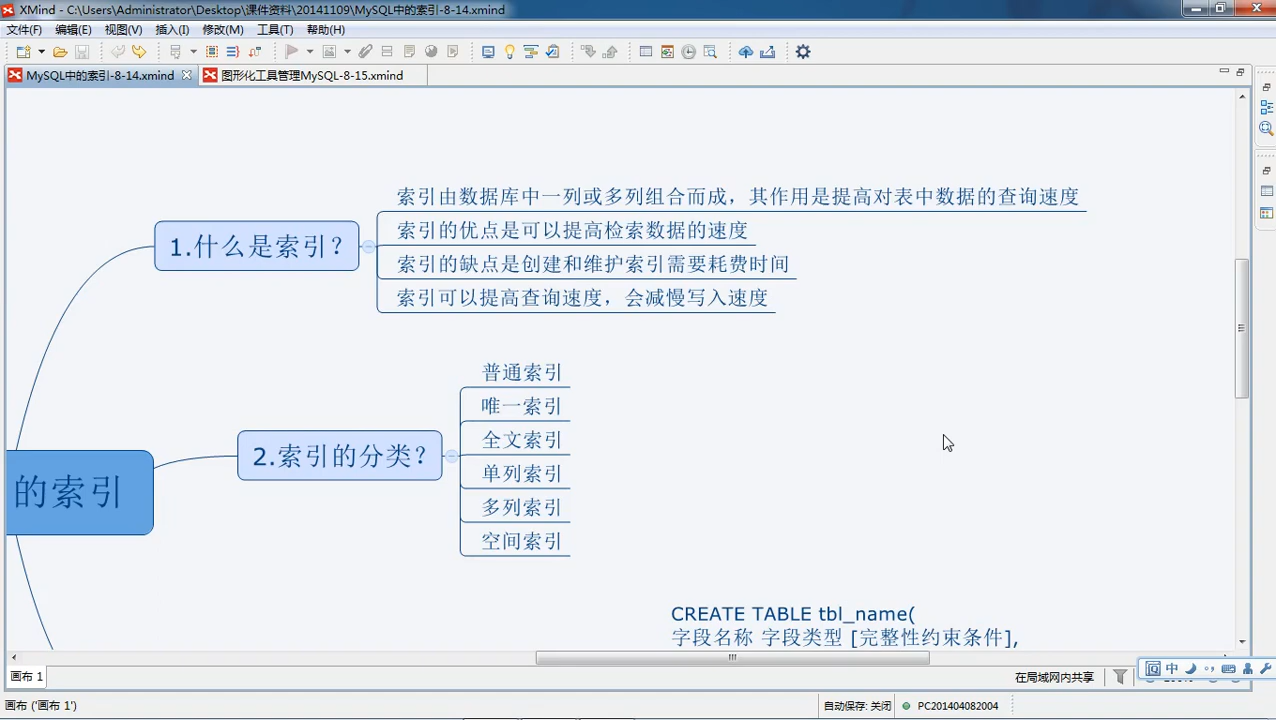 XMind - C:\Users\Administrator\Desktop\课件资料\20141109\MySQL中的索引-8-14.xmind
文件(F) 编辑(E) 视图(V) 插入(I) 修改(M) 工具(T) 帮助(H)
MySQL中的索引-8-14.xmind 图形化工具管理MySQL-8-15.xmind
索引由数据库中一列或多列组合而成，其作用是提高对表中数据的查询速度
索引的优点是可以提高检索数据的速度
1.什么是索引？
索引的缺点是创建和维护索引需要耗费时间
索引可以提高查询速度，会减慢写入速度
普通索引
唯一索引
全文索引
2.索引的分类？
单列索引
的索引
多列索引
空间索引
CREATE TABLE tbl_name(
字段名称 字段类型 [完整性约束条件],
中
画布 1
在局域网内共享
画布 ('画布 1')
自动保存: 关闭
PC201404082004